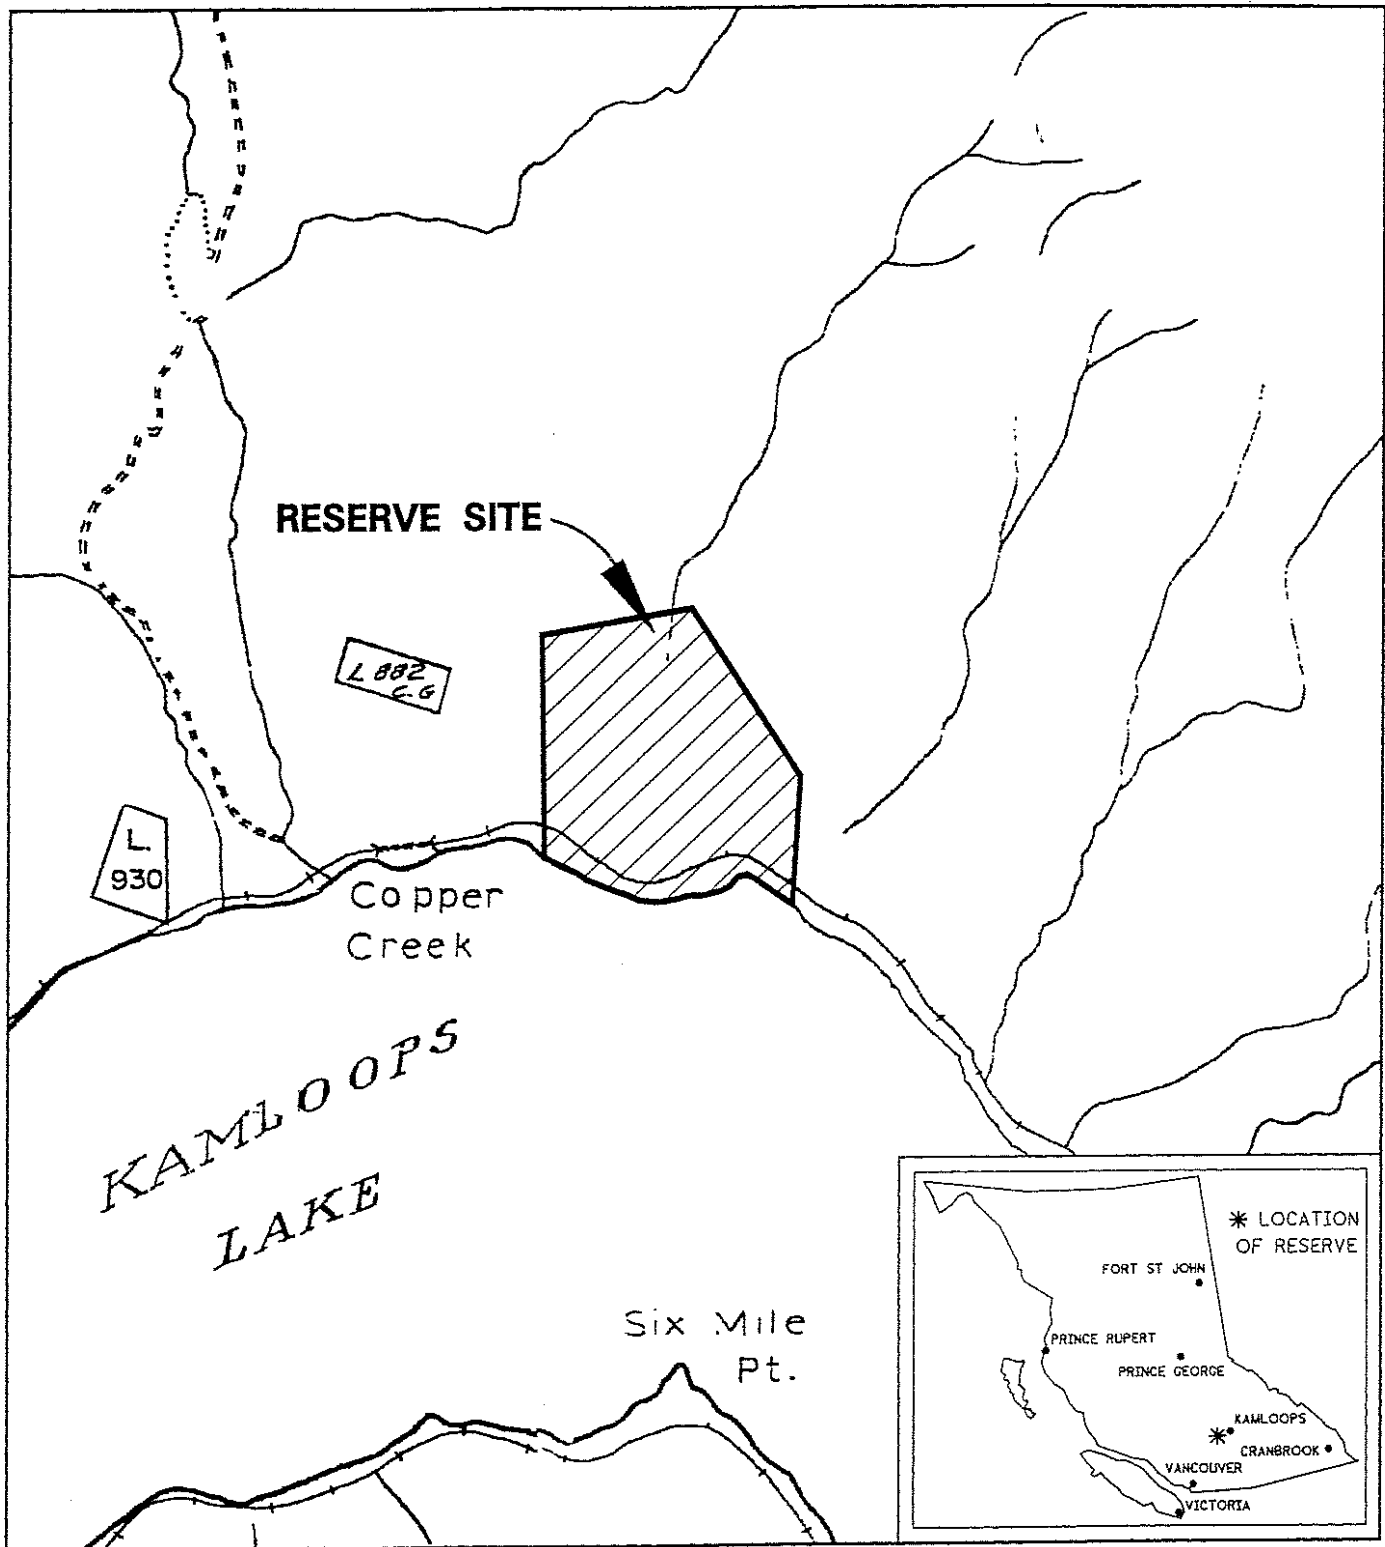 RESERVE SITE
L 882
C.G
L.
930
Copper
Creek
KAMLOOPS
LAKE
Six Mile
Pt.
* LOCATION
OF RESERVE
FORT ST JOHN
PRINCE RUPERT
PRINCE GEORGE
KAMLOOPS
CRANBROOK
VANCOUVER
VICTORIA